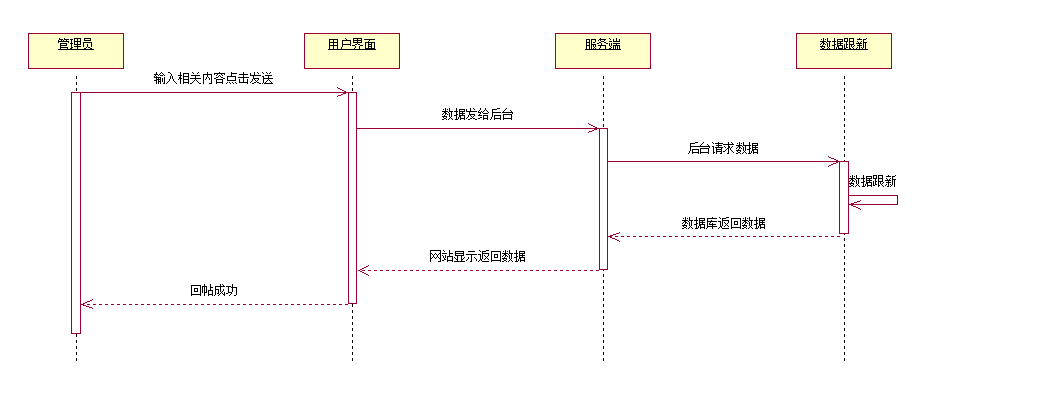 管理员
用户界面
服务端
数据跟新
输入相关内容点击发送
数据发给后台
后台请求数据
数据跟新
数据库返回数据
网站显示返回数据
回帖成功